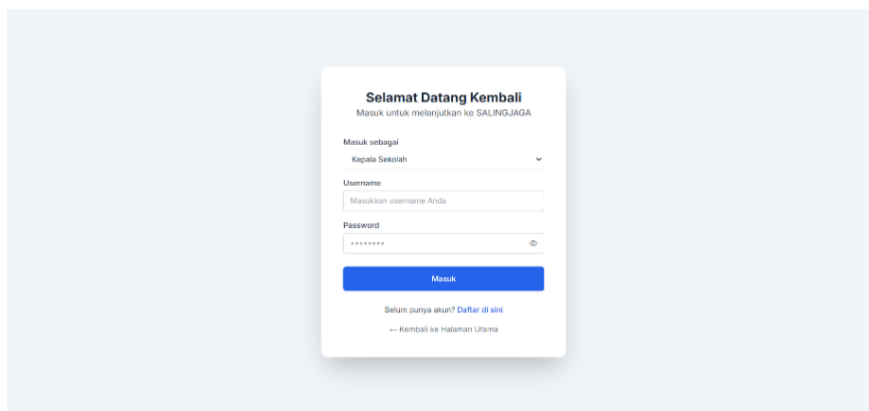 Selamat Datang Kembali
Masuk untuk melanjutkan ke SALINGJAGA
Masuk sebagai
Kepala Sekolah
Username
Masukkan username Anda
Password
••••••••
Masuk
Belum punya akun? Daftar di sini
← Kembali ke Halaman Utama